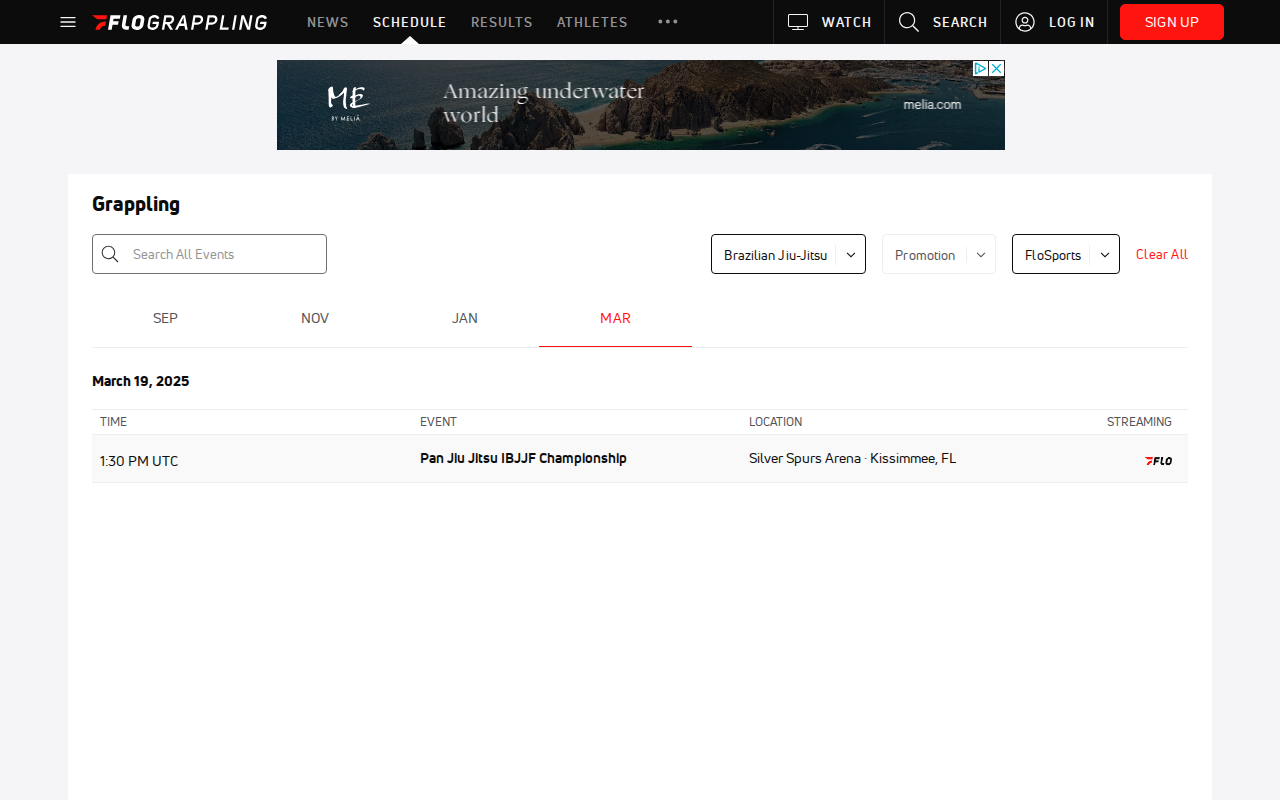 FLOGRAPPLING NEWS SCHEDULE RESULTS ATHLETES WATCH SEARCH LOG IN SIGN UP
ME
BY MELIÁ
Amazing underwater
world
melia.com
Grappling
Search All Events Brazilian Jiu-Jitsu Promotion FloSports Clear All
SEP NOV JAN MAR
March 19, 2025
TIME EVENT LOCATION STREAMING
1:30 PM UTC Pan Jiu Jitsu IBJJF Championship Silver Spurs Arena · Kissimmee, FL FLO